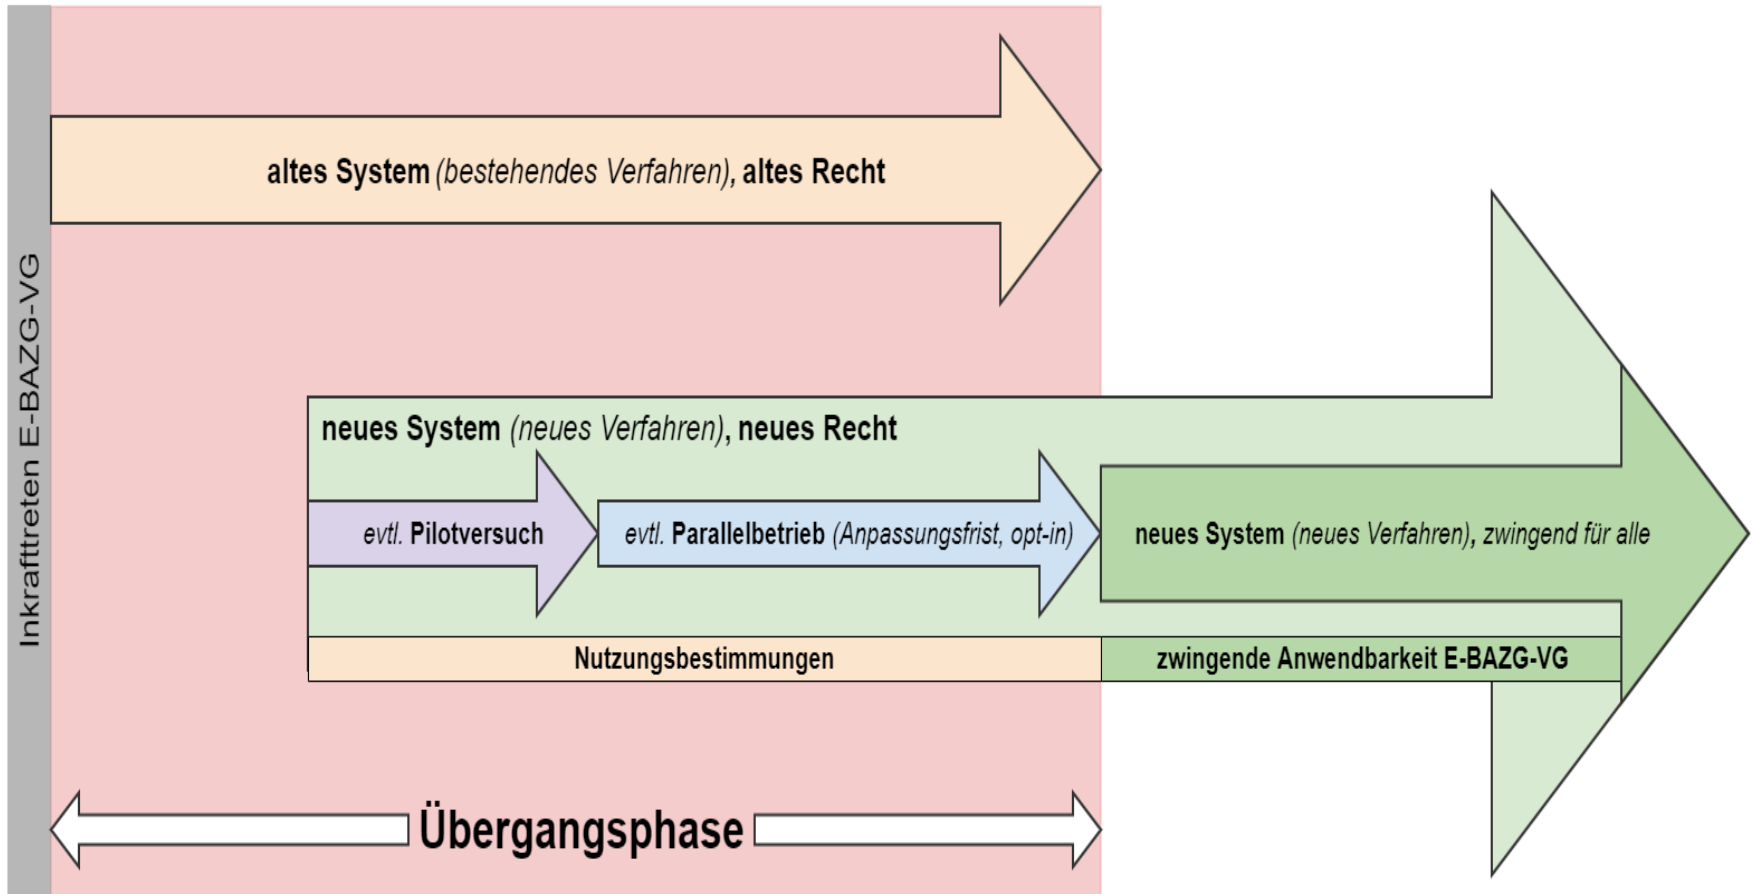 Inkrafttreten E-BAZG-VG
altes System (bestehendes Verfahren), altes Recht
neues System (neues Verfahren), neues Recht
evtl. Pilotversuch
evtl. Parallelbetrieb (Anpassungsfrist, opt-in)
neues System (neues Verfahren), zwingend für alle
Nutzungsbestimmungen
zwingende Anwendbarkeit E-BAZG-VG
Übergangsphase